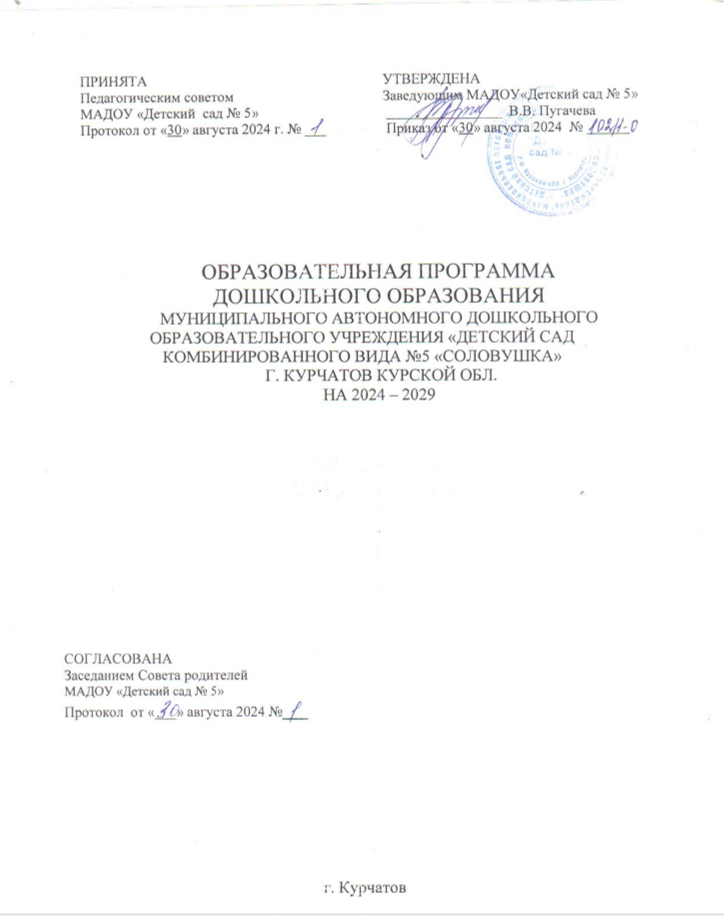 ПРИНЯТА
Педагогическим советом
МАДОУ «Детский сад № 5»
Протокол от «30» августа 2024 г. № 1
УТВЕРЖДЕНА
Заведующим МАДОУ«Детский сад № 5»
В.В. Пугачева
Приказ от «30» августа 2024 №
ОБРАЗОВАТЕЛЬНАЯ ПРОГРАММА
ДОШКОЛЬНОГО ОБРАЗОВАНИЯ
МУНИЦИПАЛЬНОГО АВТОНОМНОГО ДОШКОЛЬНОГО
ОБРАЗОВАТЕЛЬНОГО УЧРЕЖДЕНИЯ «ДЕТСКИЙ САД
КОМБИНИРОВАННОГО ВИДА №5 «СОЛОВУШКА»
Г. КУРЧАТОВ КУРСКОЙ ОБЛ.
НА 2024 – 2029
СОГЛАСОВАНА
Заседанием Совета родителей
МАДОУ «Детский сад № 5»
Протокол от «30» августа 2024 № 1
г. Курчатов